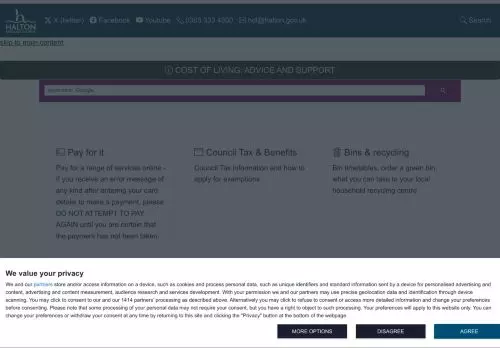 HALTON
X (twitter) Facebook Youtube 0303 333 4300 hdl@halton.gov.uk Search
skip to main content
COST OF LIVING: ADVICE AND SUPPORT
Google
Pay for it
Pay for a range of services online -
if you receive an error message of
any kind after entering your card
details to make a payment, please
DO NOT ATTEMPT TO PAY
AGAIN until you are certain that
the payment has not been taken.
Council Tax & Benefits
Council Tax information and how to
apply for exemptions
Bins & recycling
Bin timetables, order a green bin,
what you can take to your local
household recycling centre
We value your privacy
We and our partners store and/or access information on a device, such as cookies and process personal data, such as unique identifiers and standard information sent by a device for personalised advertising and
content, advertising and content measurement, audience research and services development. With your permission we and our partners may use precise geolocation data and identification through device
scanning. You may click to consent to our and our 1414 partners' processing as described above. Alternatively you may click to refuse to consent or access more detailed information and change your preferences
before consenting. Please note that some processing of your personal data may not require your consent, but you have a right to object to such processing. Your preferences will apply to this website only. You can
change your preferences or withdraw your consent at any time by returning to this site and clicking the "Privacy" button at the bottom of the webpage
MORE OPTIONS DISAGREE AGREE